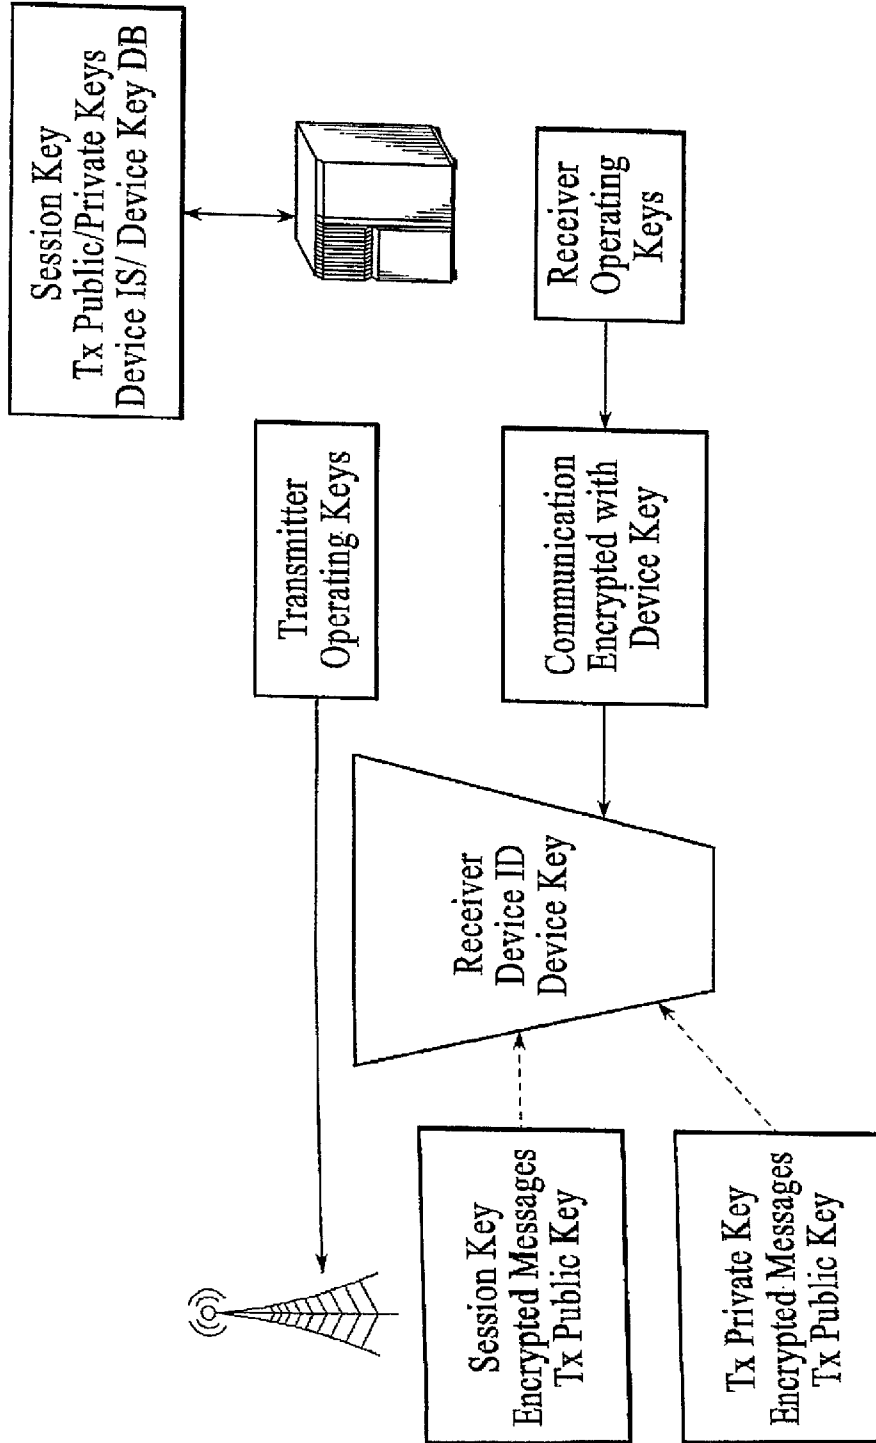 Session Key
Tx Public/Private Keys
Device IS/ Device Key DB
Transmitter
Operating Keys
Receiver
Operating
Keys
Communication
Encrypted with
Device Key
Receiver
Device ID
Device Key
Session Key
Encrypted Messages
Tx Public Key
Tx Private Key
Encrypted Messages
Tx Public Key